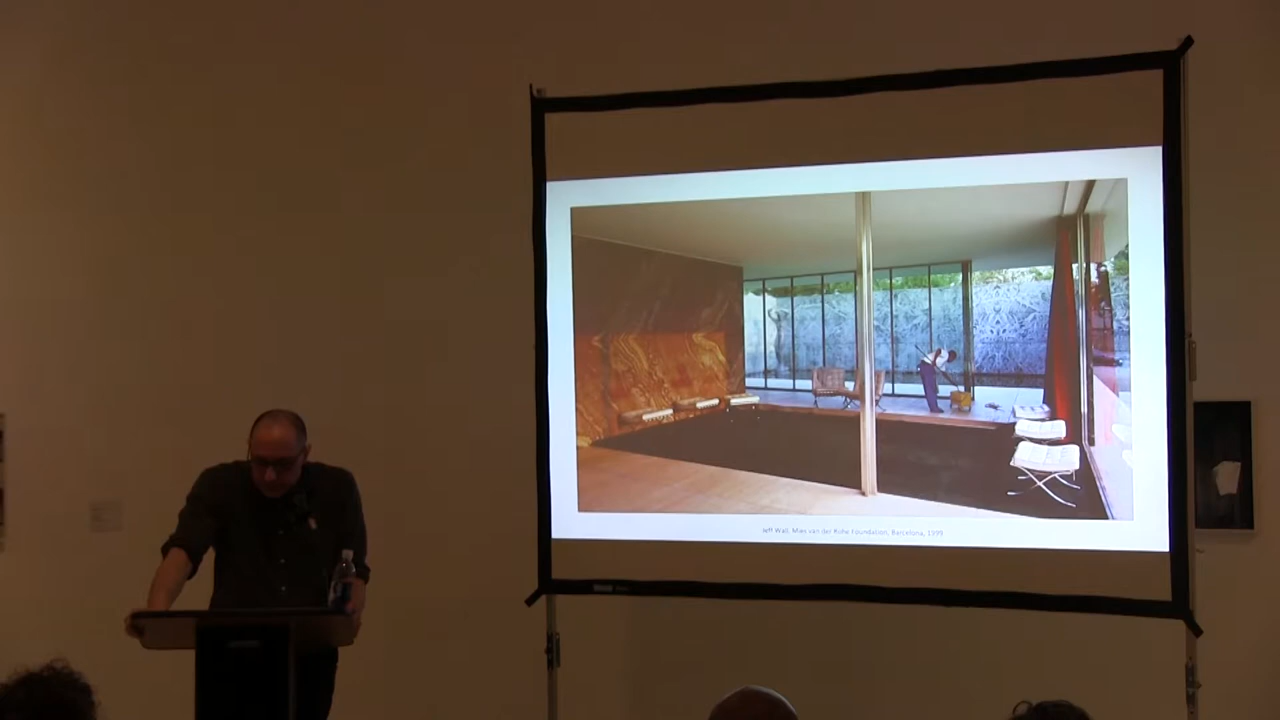 Jeff Wall, Mies van der Rohe Foundation, Barcelona, 1999